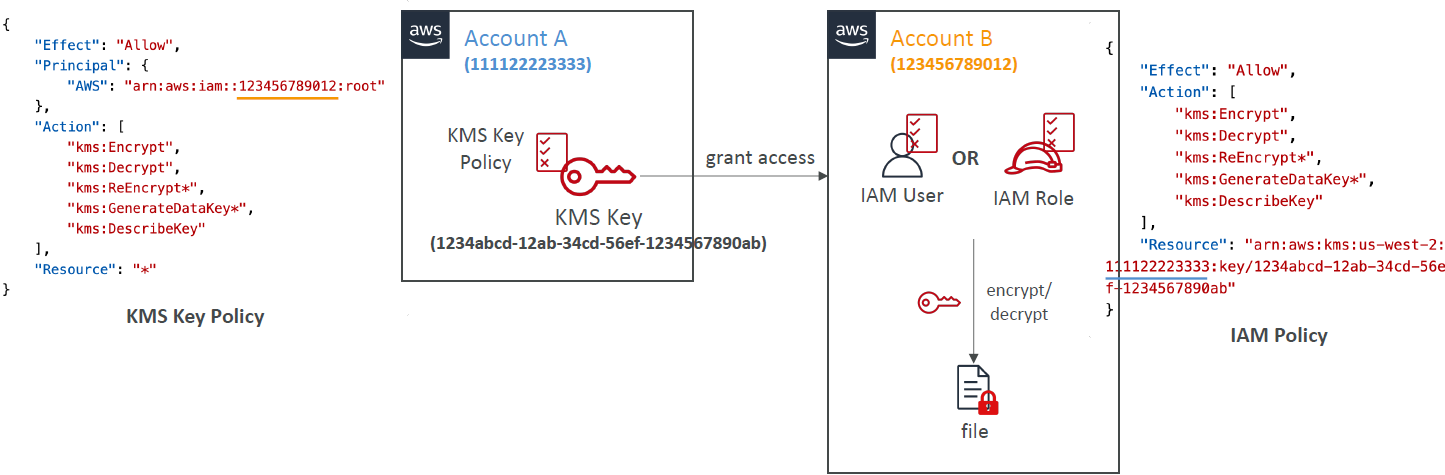 {
"Effect": "Allow",
"Principal": {
"AWS": "arn:aws:iam::123456789012:root"
},
"Action": [
"kms:Encrypt",
"kms:Decrypt",
"kms:ReEncrypt*",
"kms:GenerateDataKey*",
"kms:DescribeKey"
],
"Resource": "*"
}
KMS Key Policy
aws
Account A
(111122223333)
KMS Key
Policy
KMS Key
(1234abcd-12ab-34cd-56ef-1234567890ab)
grant access
aws
Account B
(123456789012)
IAM User
OR
IAM Role
encrypt/
decrypt
file
{
"Effect": "Allow",
"Action": [
"kms:Encrypt",
"kms:Decrypt",
"kms:ReEncrypt*",
"kms:GenerateDataKey*",
"kms:DescribeKey"
],
"Resource": "arn:aws:kms:us-west-2:
111122223333:key/1234abcd-12ab-34cd-56e
f-1234567890ab"
}
IAM Policy